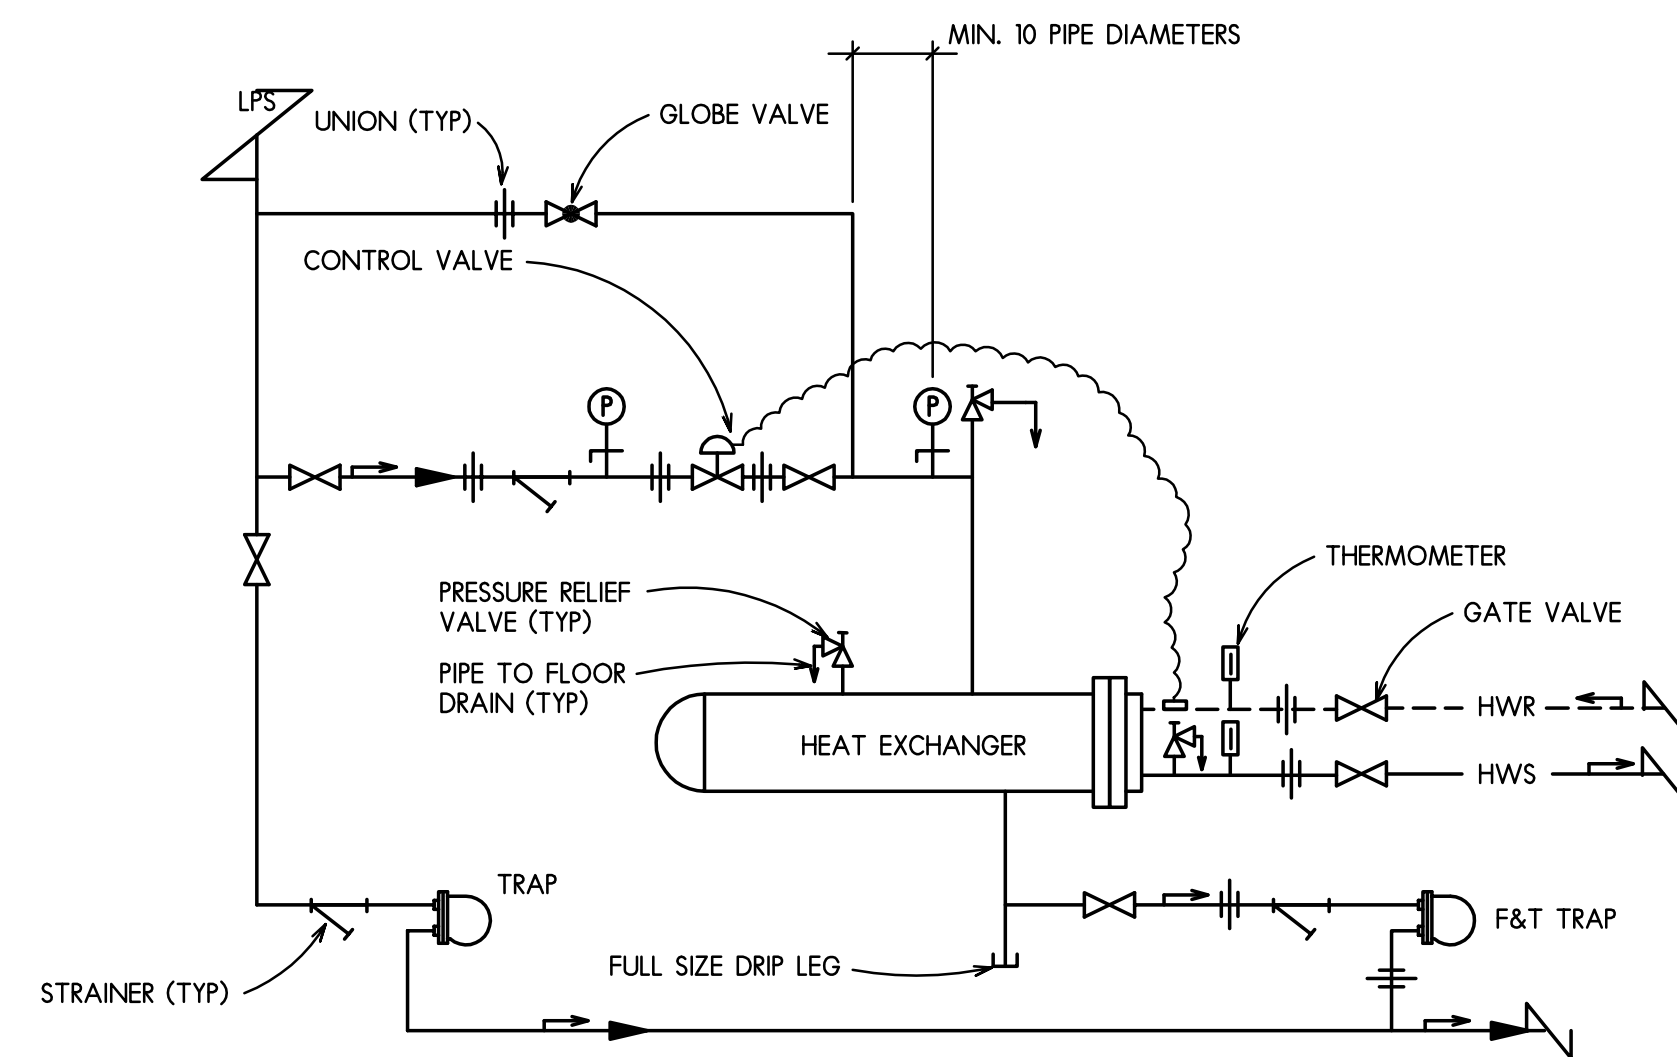 MIN. 10 PIPE DIAMETERS
LPS
UNION (TYP)
GLOBE VALVE
CONTROL VALVE
P
P
THERMOMETER
PRESSURE RELIEF
VALVE (TYP)
GATE VALVE
PIPE TO FLOOR
DRAIN (TYP)
HWR
HEAT EXCHANGER
HWS
TRAP
F&T TRAP
FULL SIZE DRIP LEG
STRAINER (TYP)